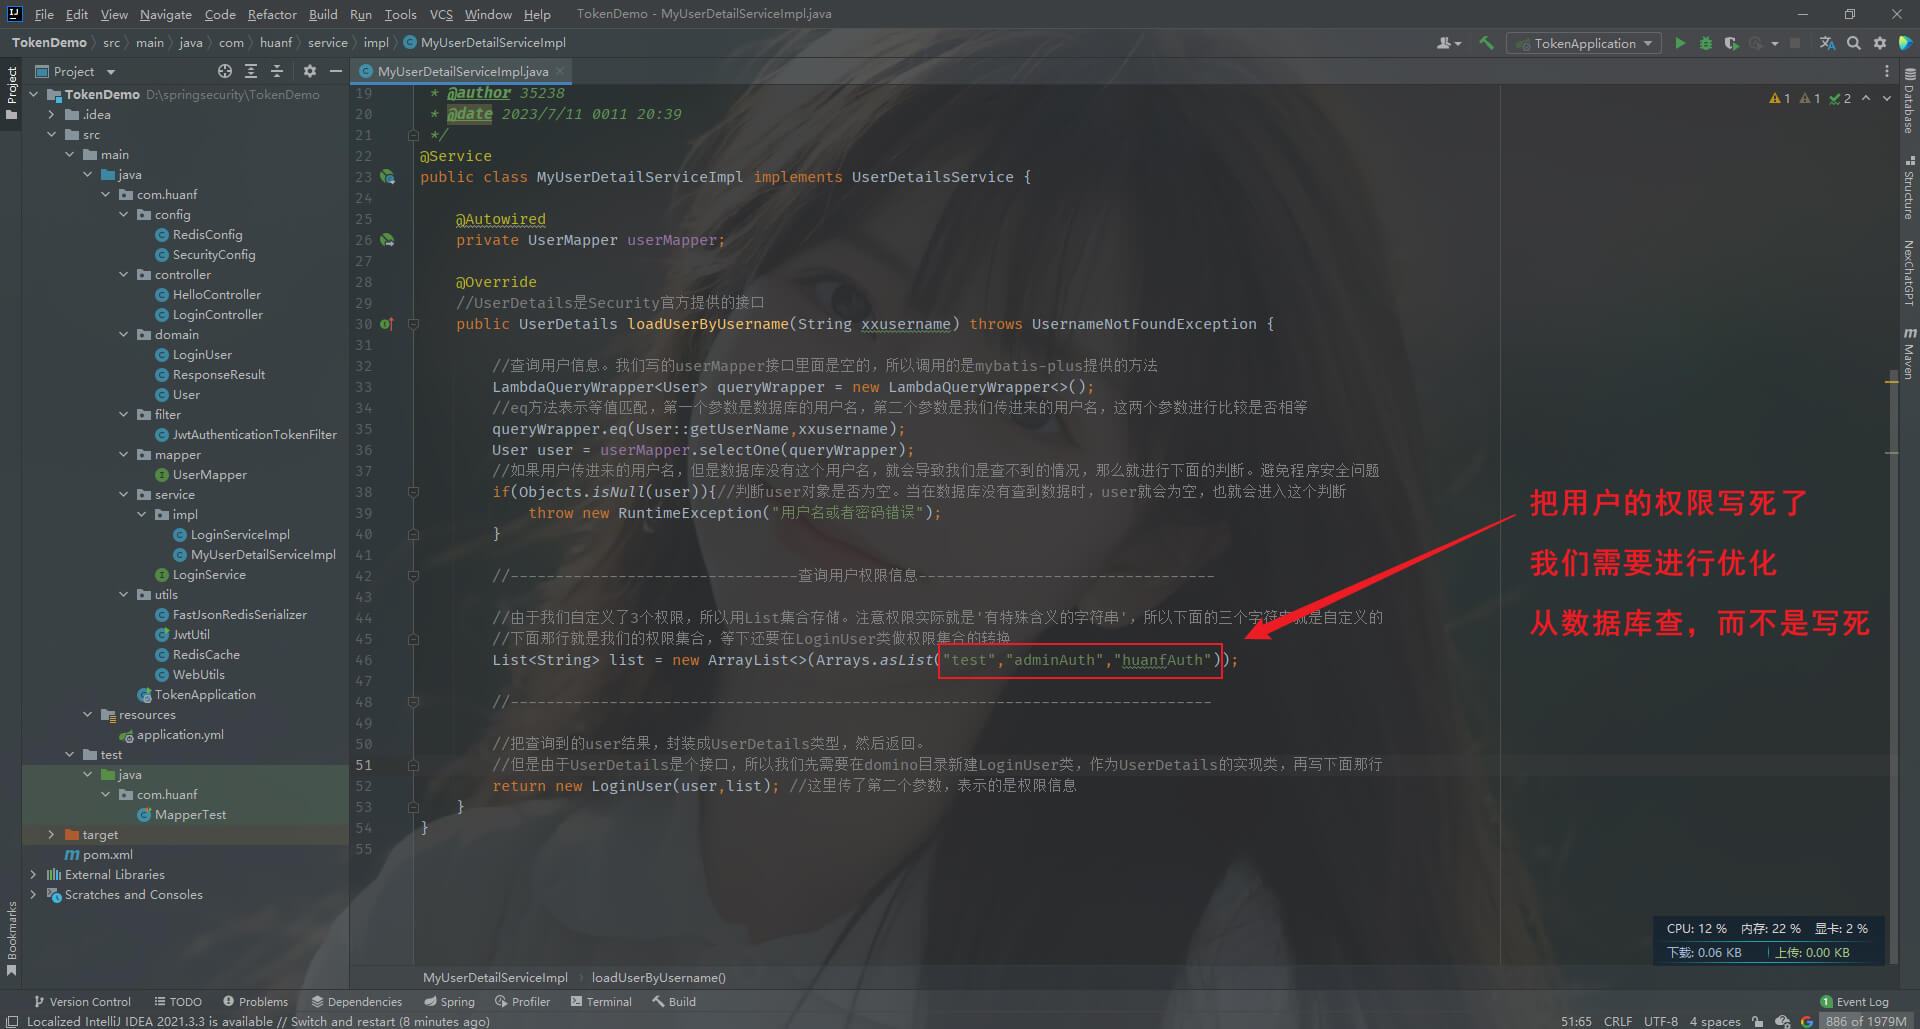 File Edit View Navigate Code Refactor Build Run Tools VCS Window Help TokenDemo - MyUserDetailServiceImpl.java
TokenDemo src main java com huanf service impl MyUserDetailServiceImpl
TokenApplication
Project
MyUserDetailServiceImpl.java
Project
TokenDemo D:\springsecurity\TokenDemo
.idea
src
main
java
com.huanf
config
RedisConfig
SecurityConfig
controller
HelloController
LoginController
domain
LoginUser
ResponseResult
User
filter
JwtAuthenticationTokenFilter
mapper
UserMapper
service
impl
LoginServiceImpl
MyUserDetailServiceImpl
LoginService
utils
FastJsonRedisSerializer
JwtUtil
RedisCache
WebUtils
TokenApplication
resources
application.yml
test
java
com.huanf
MapperTest
target
pom.xml
External Libraries
Scratches and Consoles
Bookmarks
1 1 2
19 * @author 35238
20 * @date 2023/7/11 0011 20:39
21 */
22 @Service
23 public class MyUserDetailServiceImpl implements UserDetailsService {
24
25 @Autowired
26 private UserMapper userMapper;
27
28 @Override
29 //UserDetails是Security官方提供的接口
30 public UserDetails loadUserByUsername(String xxusername) throws UsernameNotFoundException {
31
32 //查询用户信息。我们写的userMapper接口里面是空的，所以调用的是mybatis-plus提供的方法
33 LambdaQueryWrapper<User> queryWrapper = new LambdaQueryWrapper<>();
34 //eq方法表示等值匹配，第一个参数是数据库的用户名，第二个参数是我们传进来的用户名，这两个参数进行比较是否相等
35 queryWrapper.eq(User::getUserName,xxusername);
36 User user = userMapper.selectOne(queryWrapper);
37 //如果用户传进来的用户名，但是数据库没有这个用户名，就会导致我们是查不到的情况，那么就进行下面的判断。避免程序安全问题
38 if(Objects.isNull(user)){//判断user对象是否为空。当在数据库没有查到数据时，user就会为空，也就会进入这个判断
39 throw new RuntimeException("用户名或者密码错误");
40 }
41
42 //--------------------------------查询用户权限信息---------------------------------
43
44 //由于我们自定义了3个权限，所以用List集合存储。注意权限实际就是'有特殊含义的字符串'，所以下面的三个字符串就是自定义的
45 //下面那行就是我们的权限集合，等下还要在LoginUser类做权限集合的转换
46 List<String> list = new ArrayList<>(Arrays.asList("test","adminAuth","huanfAuth"));
47
48 //------------------------------------------------------------------------------
49
50 //把查询到的user结果，封装成UserDetails类型，然后返回。
51 //但是由于UserDetails是个接口，所以我们先需要在domino目录新建LoginUser类，作为UserDetails的实现类，再写下面那行
52 return new LoginUser(user,list); //这里传了第二个参数，表示的是权限信息
53 }
54 }
55
把用户的权限写死了
我们需要进行优化
从数据库查，而不是写死
Database
Structure
NexChatGPT
Maven
CPU: 12 % 内存: 22 % 显卡: 2 %
下载: 0.06 KB 上传: 0.00 KB
MyUserDetailServiceImpl loadUserByUsername()
Version Control TODO Problems Dependencies Spring Profiler Terminal Build 1 Event Log
Localized IntelliJ IDEA 2021.3.3 is available // Switch and restart (8 minutes ago) 51:65 CRLF UTF-8 4 spaces 886 of 1979M